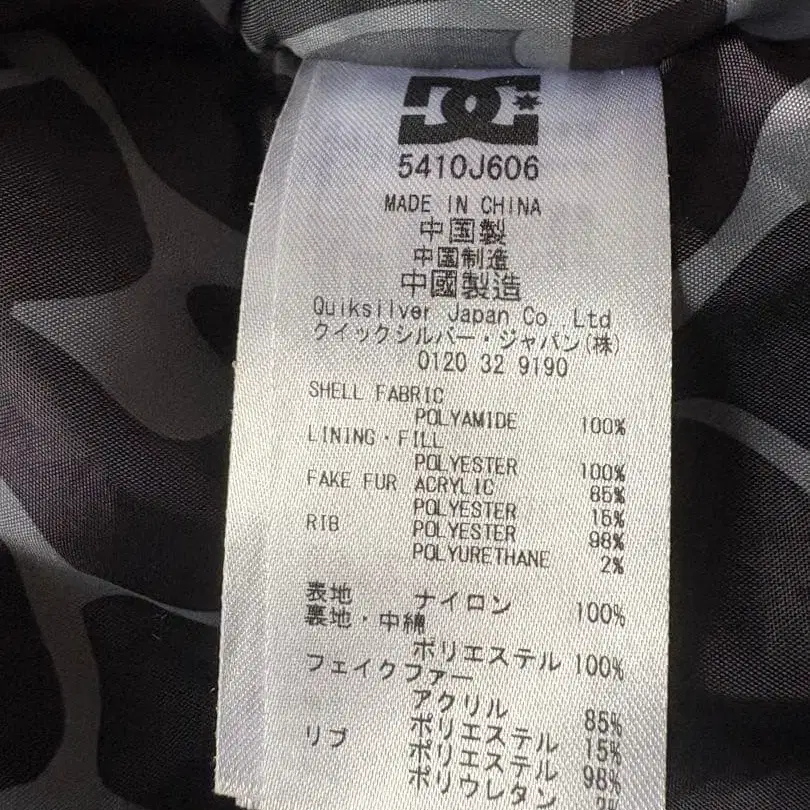 DC
5410J606
MADE IN CHINA
中国製
中国制造
中國製造
Quiksilver Japan Co.,Ltd
クイックシルバー・ジャパン(株)
0120 32 9190
SHELL FABRIC
POLYAMIDE 100%
LINING・FILL
POLYESTER 100%
FAKE FUR ACRYLIC 85%
POLYESTER 15%
RIB POLYESTER 98%
POLYURETHANE 2%
表地 ナイロン 100%
裏地・中綿
ポリエステル 100%
フェイクファー
アクリル 85%
ポリエステル 15%
リブ ポリエステル 98%
ポリウレタン